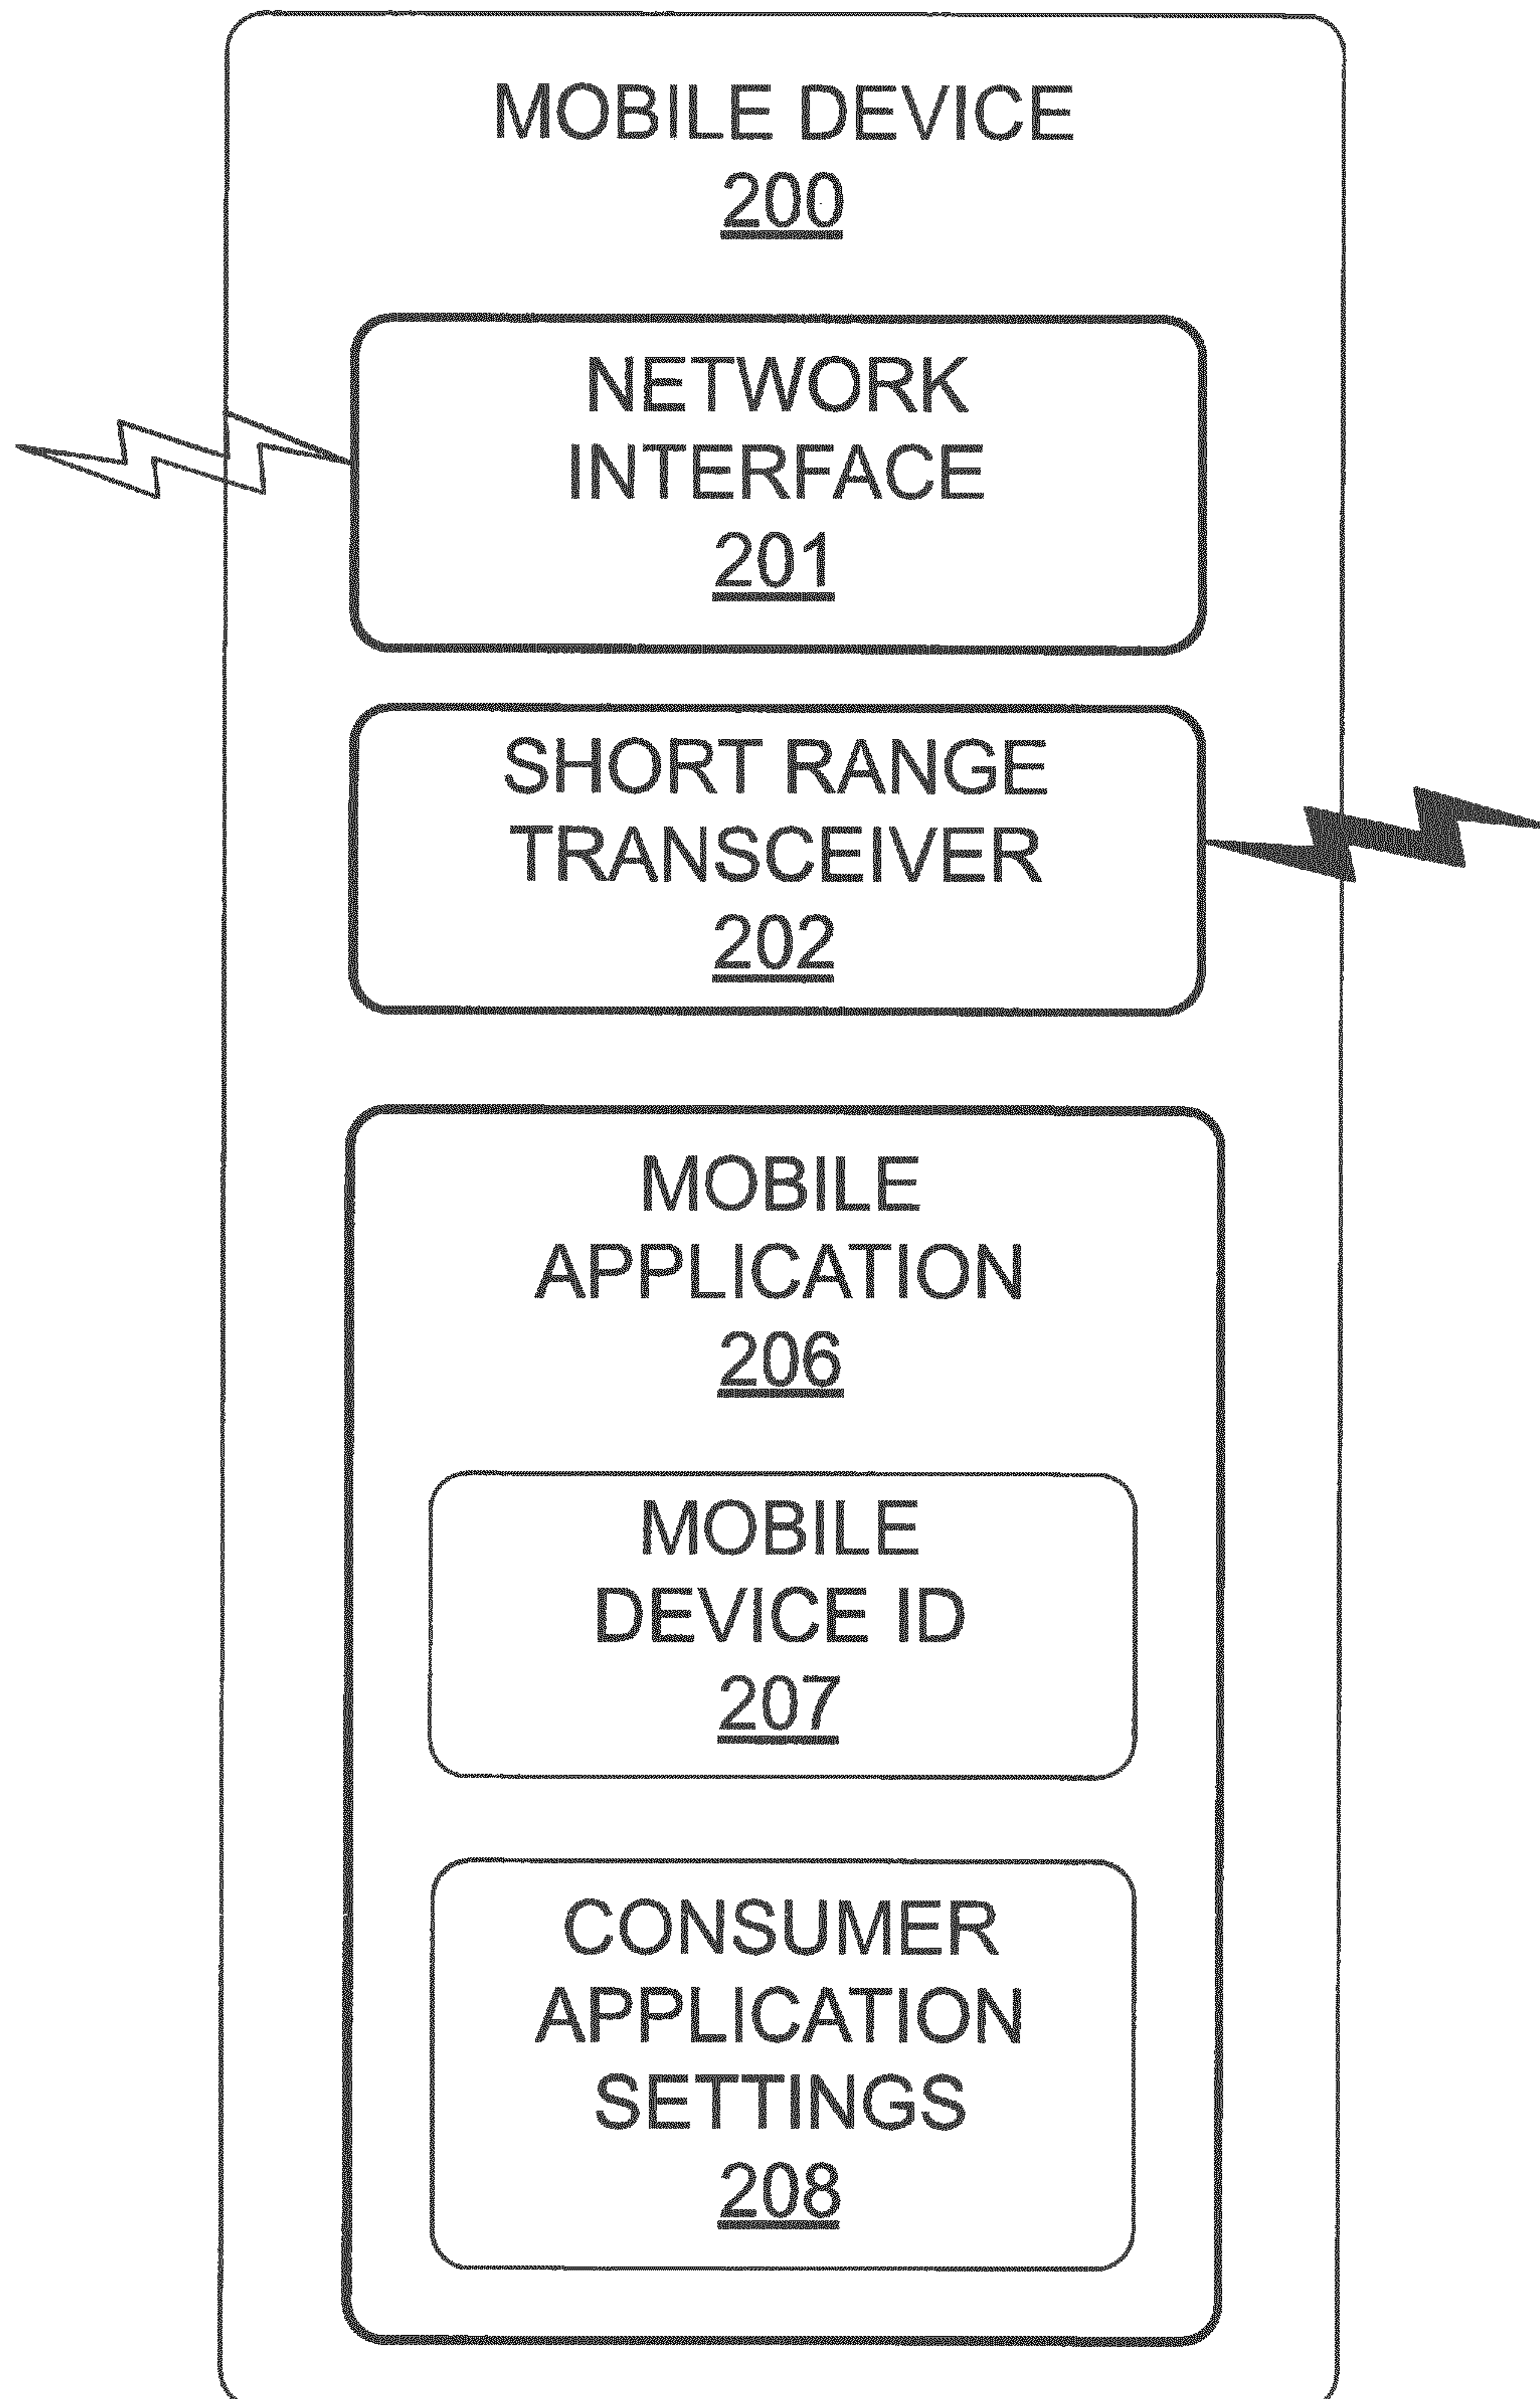 MOBILE DEVICE
200
NETWORK
INTERFACE
201
SHORT RANGE
TRANSCEIVER
202
MOBILE
APPLICATION
206
MOBILE
DEVICE ID
207
CONSUMER
APPLICATION
SETTINGS
208